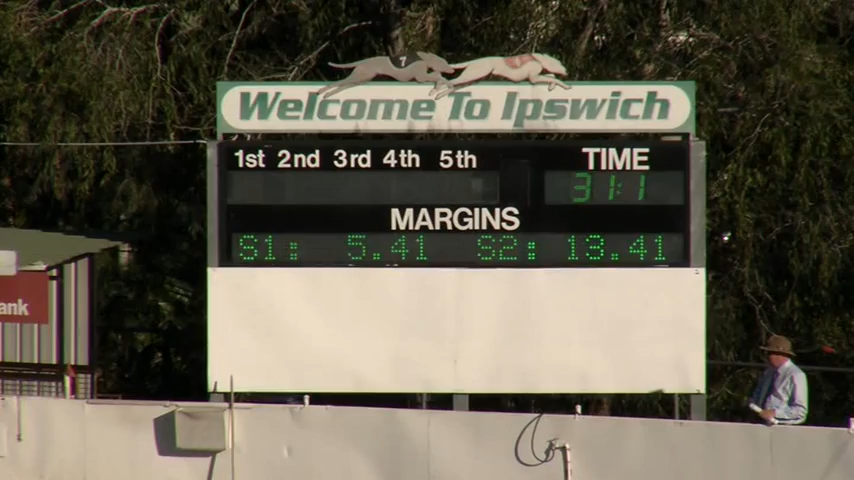 7
Welcome To Ipswich
1st 2nd 3rd 4th 5th TIME
31:1
MARGINS
S1: 5.41 S2: 13.41
ank